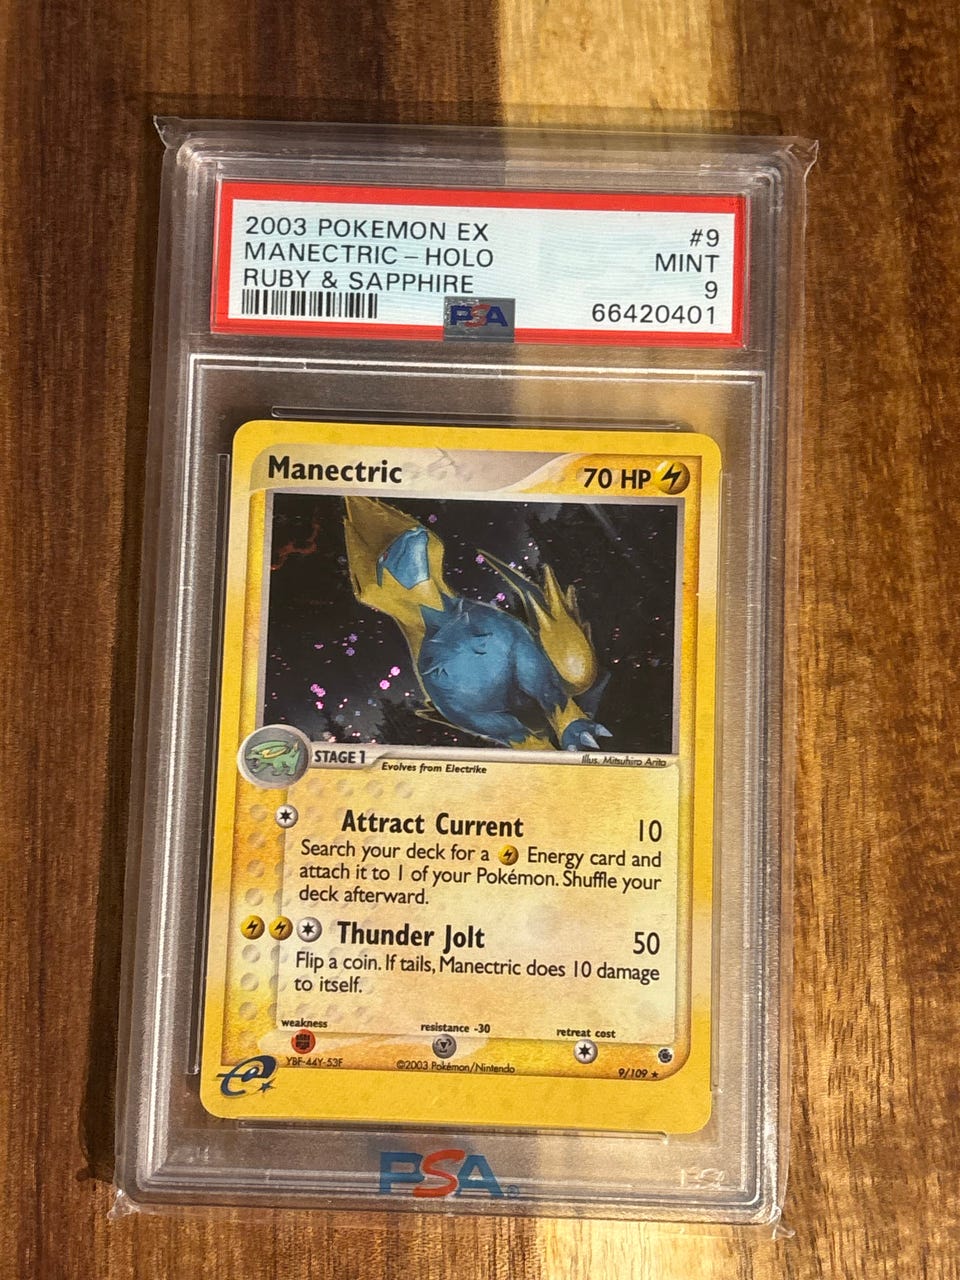 2003 POKEMON EX
#9
MANECTRIC - HOLO
MINT
RUBY & SAPPHIRE
9
66420401
PSA
Manectric
70 HP
STAGE 1
Evolves from Electrike
Illus. Mitsuhiro Arita
Attract Current
10
Search your deck for a Energy card and
attach it to 1 of your Pokémon. Shuffle your
deck afterward.
Thunder Jolt
50
Flip a coin. If tails, Manectric does 10 damage
to itself.
weakness
resistance -30
retreat cost
YBF-44Y-53F
©2003 Pokémon/Nintendo
9/109 ★
e
PSA®
PSA